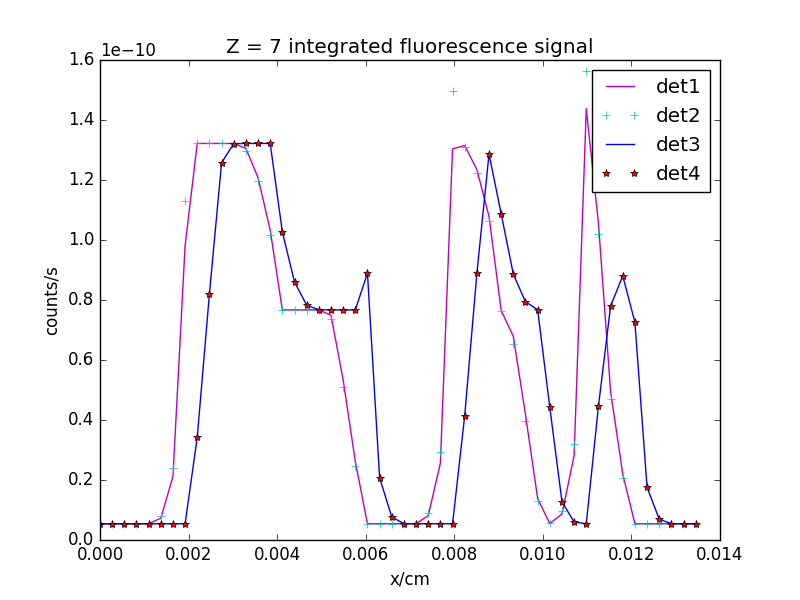 Z = 7 integrated fluorescence signal
1e−10
1.6
1.4
1.2
1.0
0.8
0.6
0.4
0.2
0.0
counts/s
det1
det2
det3
det4
0.000 0.002 0.004 0.006 0.008 0.010 0.012 0.014
x/cm